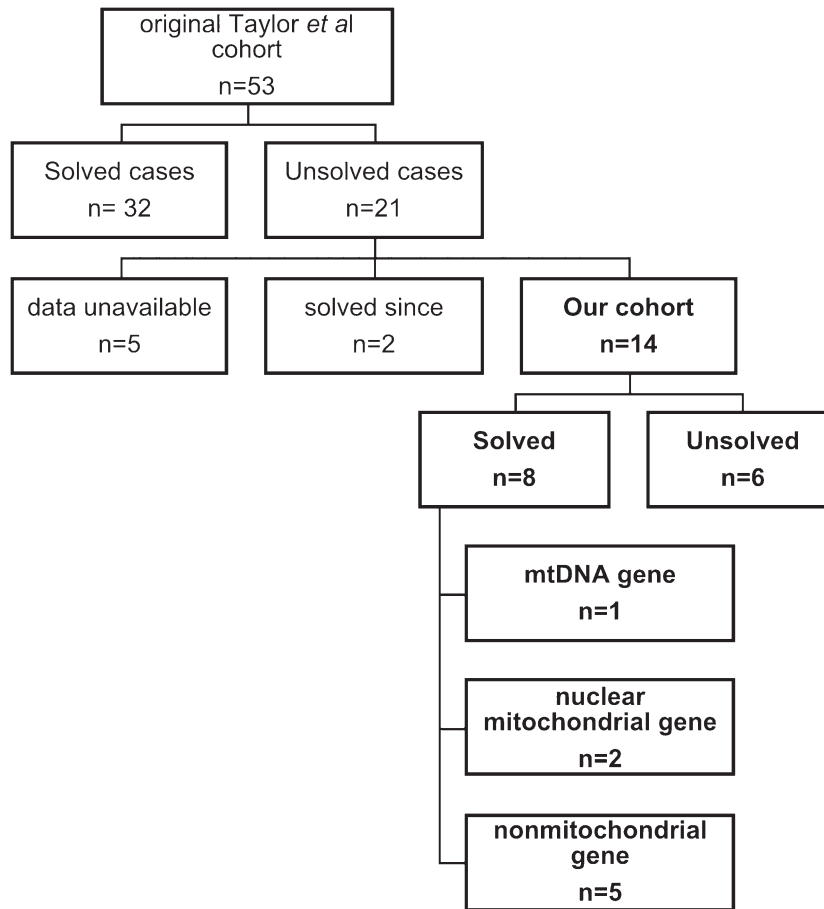 original Taylor et al
cohort
n=53
Solved cases
n= 32
Unsolved cases
n=21
data unavailable
n=5
solved since
n=2
Our cohort
n=14
Solved
n=8
Unsolved
n=6
mtDNA gene
n=1
nuclear
mitochondrial gene
n=2
nonmitochondrial
gene
n=5